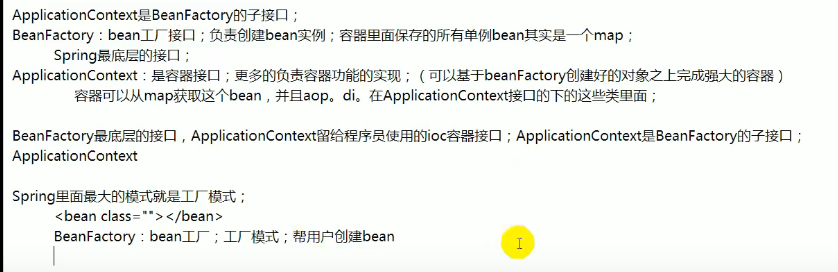 ApplicationContext是BeanFactory的子接口；
BeanFactory：bean工厂接口；负责创建bean实例；容器里面保存的所有单例bean其实是一个map；
Spring最底层的接口；
ApplicationContext：是容器接口；更多的负责容器功能的实现；（可以基于beanFactory创建好的对象之上完成强大的容器）
容器可以从map获取这个bean，并且aop。di。在ApplicationContext接口的下的这些类里面；
BeanFactory最底层的接口，ApplicationContext留给程序员使用的ioc容器接口；ApplicationContext是BeanFactory的子接口；
ApplicationContext
Spring里面最大的模式就是工厂模式；
<bean class=""></bean>
BeanFactory：bean工厂；工厂模式；帮用户创建bean